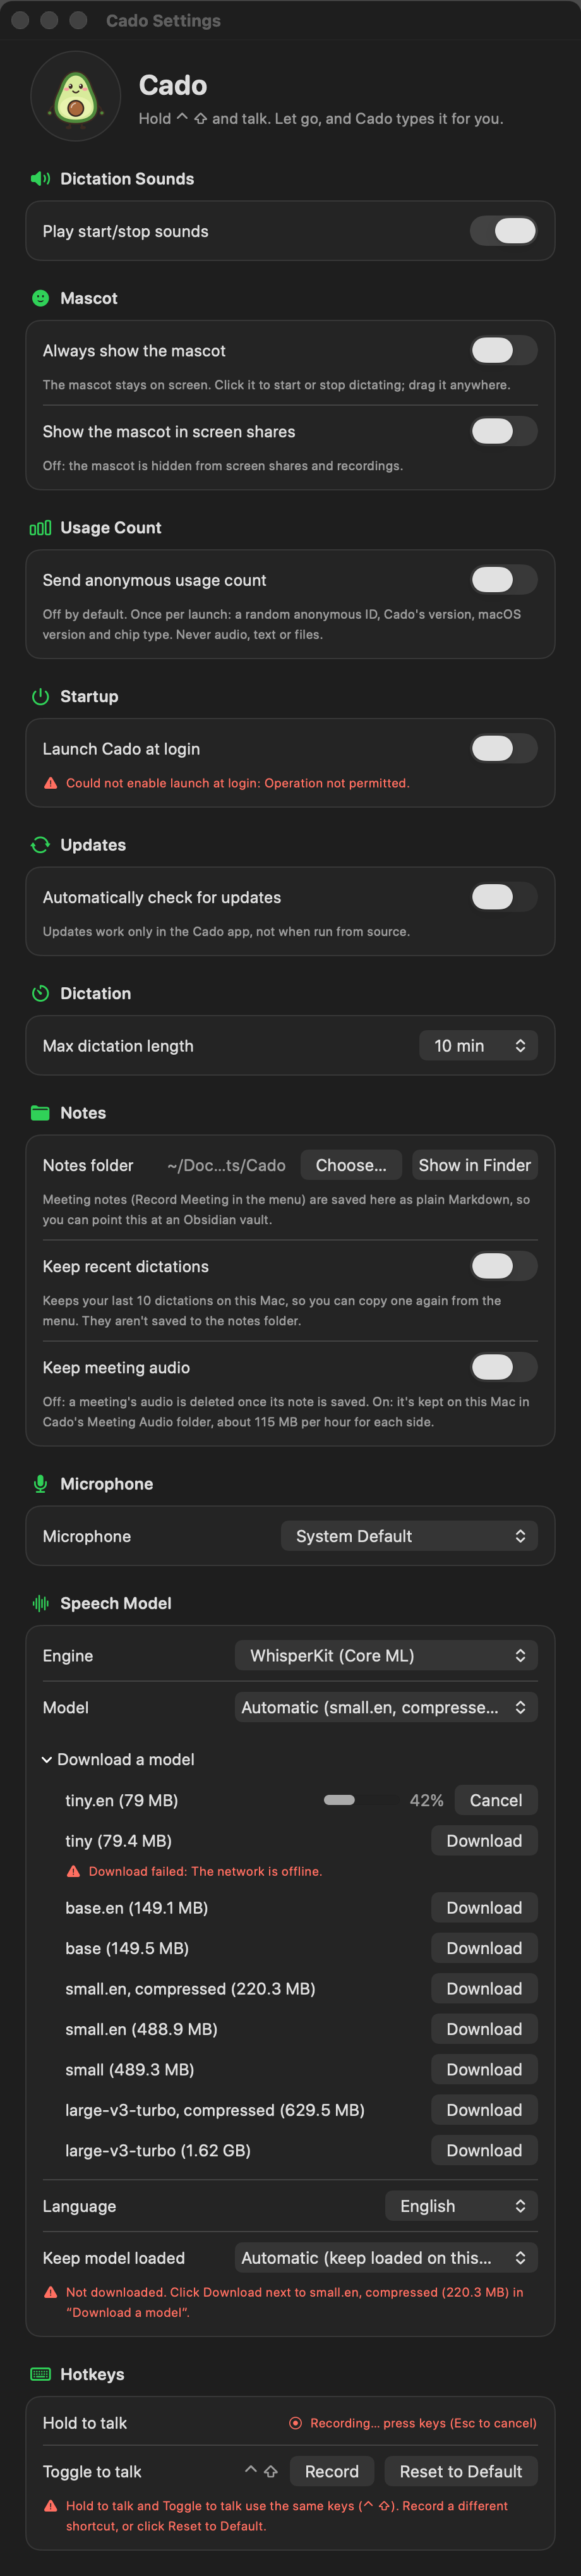 Cado Settings
Cado
Hold ⌃ ⇧ and talk. Let go, and Cado types it for you.
Dictation Sounds
Play start/stop sounds
Mascot
Always show the mascot
The mascot stays on screen. Click it to start or stop dictating; drag it anywhere.
Show the mascot in screen shares
Off: the mascot is hidden from screen shares and recordings.
Usage Count
Send anonymous usage count
Off by default. Once per launch: a random anonymous ID, Cado's version, macOS
version and chip type. Never audio, text or files.
Startup
Launch Cado at login
Could not enable launch at login: Operation not permitted.
Updates
Automatically check for updates
Updates work only in the Cado app, not when run from source.
Dictation
Max dictation length 10 min
Notes
Notes folder ~/Doc...ts/Cado Choose... Show in Finder
Meeting notes (Record Meeting in the menu) are saved here as plain Markdown, so
you can point this at an Obsidian vault.
Keep recent dictations
Keeps your last 10 dictations on this Mac, so you can copy one again from the
menu. They aren't saved to the notes folder.
Keep meeting audio
Off: a meeting's audio is deleted once its note is saved. On: it's kept on this Mac in
Cado's Meeting Audio folder, about 115 MB per hour for each side.
Microphone
Microphone System Default
Speech Model
Engine WhisperKit (Core ML)
Model Automatic (small.en, compresse...
Download a model
tiny.en (79 MB) 42% Cancel
tiny (79.4 MB) Download
Download failed: The network is offline.
base.en (149.1 MB) Download
base (149.5 MB) Download
small.en, compressed (220.3 MB) Download
small.en (488.9 MB) Download
small (489.3 MB) Download
large-v3-turbo, compressed (629.5 MB) Download
large-v3-turbo (1.62 GB) Download
Language English
Keep model loaded Automatic (keep loaded on this...
Not downloaded. Click Download next to small.en, compressed (220.3 MB) in
“Download a model”.
Hotkeys
Hold to talk Recording... press keys (Esc to cancel)
Toggle to talk ⌃ ⇧ Record Reset to Default
Hold to talk and Toggle to talk use the same keys (⌃ ⇧). Record a different
shortcut, or click Reset to Default.